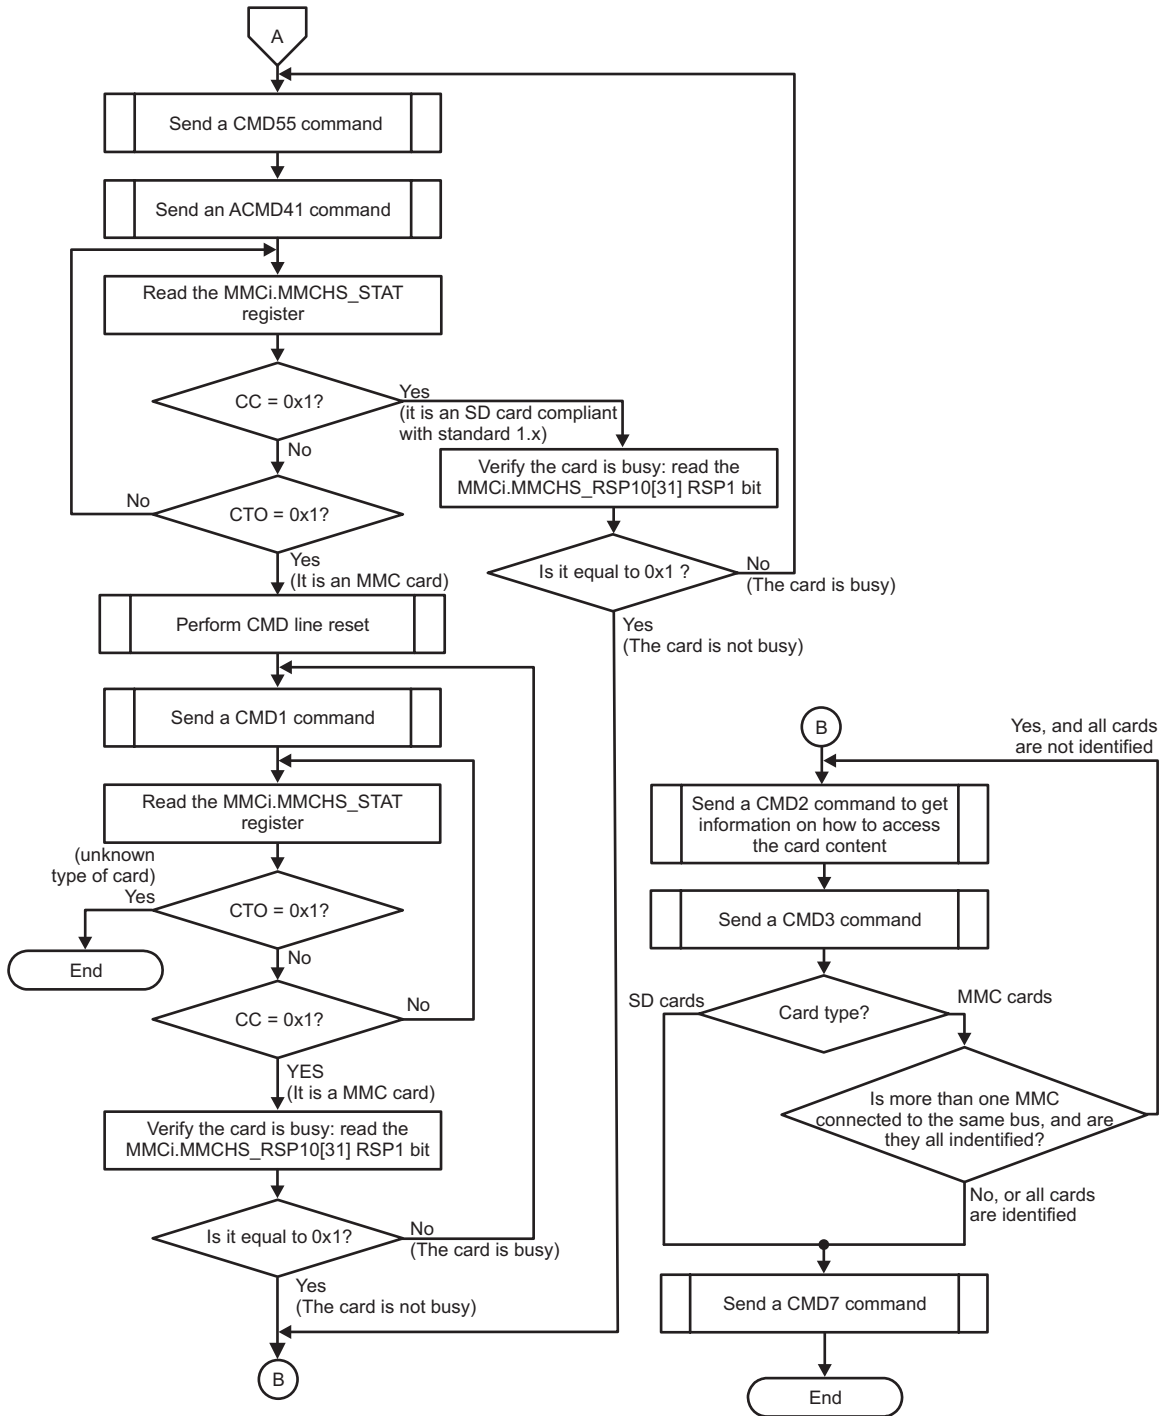 A
Send a CMD55 command
Send an ACMD41 command
Read the MMCi.MMCHS_STAT
register
CC = 0x1?
Yes
(it is an SD card compliant
with standard 1.x)
No
Verify the card is busy: read the
MMCi.MMCHS_RSP10[31] RSP1 bit
No
CTO = 0x1?
Yes
(It is an MMC card)
Is it equal to 0x1 ?
No
(The card is busy)
Yes
(The card is not busy)
Perform CMD line reset
Send a CMD1 command
Read the MMCi.MMCHS_STAT
register
(unknown
type of card)
Yes
CTO = 0x1?
End
No
CC = 0x1?
No
YES
(It is a MMC card)
Verify the card is busy: read the
MMCi.MMCHS_RSP10[31] RSP1 bit
Is it equal to 0x1?
No
(The card is busy)
Yes
(The card is not busy)
B
B
Yes, and all cards
are not identified
Send a CMD2 command to get
information on how to access
the card content
Send a CMD3 command
SD cards
Card type?
MMC cards
Is more than one MMC
connected to the same bus, and are
they all indentified?
No, or all cards
are identified
Send a CMD7 command
End